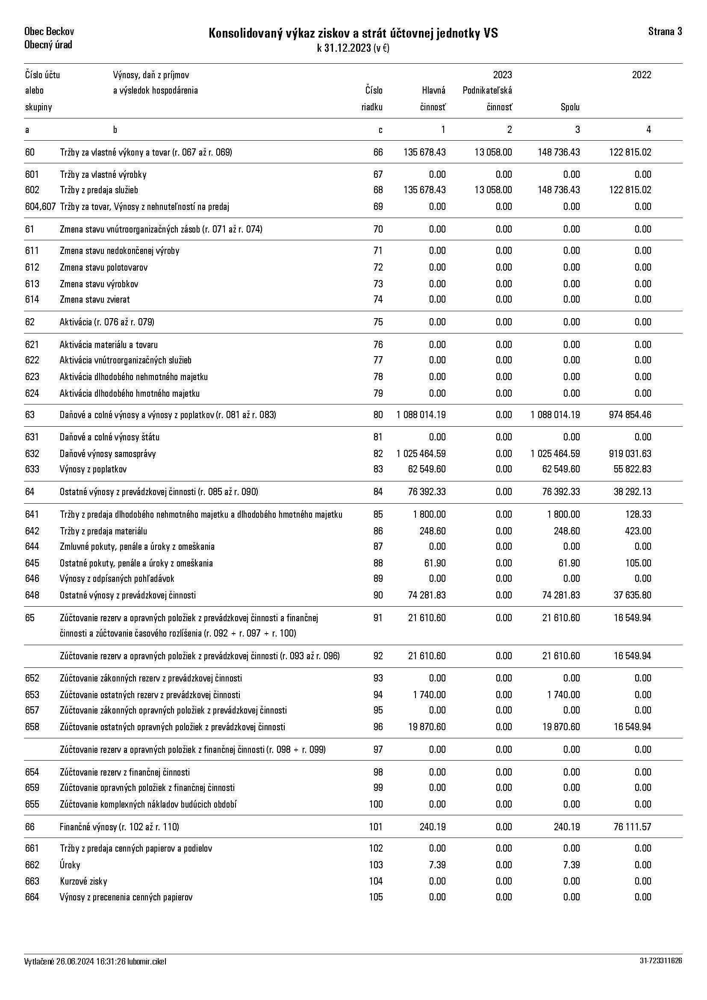 Obec Beckov
Obecný úrad
Konsolidovaný výkaz ziskov a strát účtovnej jednotky VS
k 31.12.2023 (v €)
Strana 3
Číslo účtu Výnosy, daň z príjmov 2023 2022
alebo a výsledok hospodárenia Číslo Hlavná Podnikateľská
skupiny riadku činnosť činnosť Spolu
a b c 1 2 3 4
60 Tržby za vlastné výkony a tovar (r. 067 až r. 069) 66 135 678.43 13 058.00 148 736.43 122 815.02
601 Tržby za vlastné výrobky 67 0.00 0.00 0.00 0.00
602 Tržby z predaja služieb 68 135 678.43 13 058.00 148 736.43 122 815.02
604,607 Tržby za tovar, Výnosy z nehnuteľností na predaj 69 0.00 0.00 0.00 0.00
61 Zmena stavu vnútroorganizačných zásob (r. 071 až r. 074) 70 0.00 0.00 0.00 0.00
611 Zmena stavu nedokončenej výroby 71 0.00 0.00 0.00 0.00
612 Zmena stavu polotovarov 72 0.00 0.00 0.00 0.00
613 Zmena stavu výrobkov 73 0.00 0.00 0.00 0.00
614 Zmena stavu zvierat 74 0.00 0.00 0.00 0.00
62 Aktivácia (r. 076 až r. 079) 75 0.00 0.00 0.00 0.00
621 Aktivácia materiálu a tovaru 76 0.00 0.00 0.00 0.00
622 Aktivácia vnútroorganizačných služieb 77 0.00 0.00 0.00 0.00
623 Aktivácia dlhodobého nehmotného majetku 78 0.00 0.00 0.00 0.00
624 Aktivácia dlhodobého hmotného majetku 79 0.00 0.00 0.00 0.00
63 Daňové a colné výnosy a výnosy z poplatkov (r. 081 až r. 083) 80 1 088 014.19 0.00 1 088 014.19 974 854.46
631 Daňové a colné výnosy štátu 81 0.00 0.00 0.00 0.00
632 Daňové výnosy samosprávy 82 1 025 464.59 0.00 1 025 464.59 919 031.63
633 Výnosy z poplatkov 83 62 549.60 0.00 62 549.60 55 822.83
64 Ostatné výnosy z prevádzkovej činnosti (r. 085 až r. 090) 84 76 392.33 0.00 76 392.33 38 292.13
641 Tržby z predaja dlhodobého nehmotného majetku a dlhodobého hmotného majetku 85 1 800.00 0.00 1 800.00 128.33
642 Tržby z predaja materiálu 86 248.60 0.00 248.60 423.00
644 Zmluvné pokuty, penále a úroky z omeškania 87 0.00 0.00 0.00 0.00
645 Ostatné pokuty, penále a úroky z omeškania 88 61.90 0.00 61.90 105.00
646 Výnosy z odpísaných pohľadávok 89 0.00 0.00 0.00 0.00
648 Ostatné výnosy z prevádzkovej činnosti 90 74 281.83 0.00 74 281.83 37 635.80
65 Zúčtovanie rezerv a opravných položiek z prevádzkovej činnosti a finančnej 91 21 610.60 0.00 21 610.60 16 549.94
činnosti a zúčtovanie časového rozlíšenia (r. 092 + r. 097 + r. 100)
Zúčtovanie rezerv a opravných položiek z prevádzkovej činnosti (r. 093 až r. 096) 92 21 610.60 0.00 21 610.60 16 549.94
652 Zúčtovanie zákonných rezerv z prevádzkovej činnosti 93 0.00 0.00 0.00 0.00
653 Zúčtovanie ostatných rezerv z prevádzkovej činnosti 94 1 740.00 0.00 1 740.00 0.00
657 Zúčtovanie zákonných opravných položiek z prevádzkovej činnosti 95 0.00 0.00 0.00 0.00
658 Zúčtovanie ostatných opravných položiek z prevádzkovej činnosti 96 19 870.60 0.00 19 870.60 16 549.94
Zúčtovanie rezerv a opravných položiek z finančnej činnosti (r. 098 + r. 099) 97 0.00 0.00 0.00 0.00
654 Zúčtovanie rezerv z finančnej činnosti 98 0.00 0.00 0.00 0.00
659 Zúčtovanie opravných položiek z finančnej činnosti 99 0.00 0.00 0.00 0.00
655 Zúčtovanie komplexných nákladov budúcich období 100 0.00 0.00 0.00 0.00
66 Finančné výnosy (r. 102 až r. 110) 101 240.19 0.00 240.19 76 111.57
661 Tržby z predaja cenných papierov a podielov 102 0.00 0.00 0.00 0.00
662 Úroky 103 7.39 0.00 7.39 0.00
663 Kurzové zisky 104 0.00 0.00 0.00 0.00
664 Výnosy z precenenia cenných papierov 105 0.00 0.00 0.00 0.00
Vytlačené 26.06.2024 16:31:26 lubomir.cikel 31-723311626